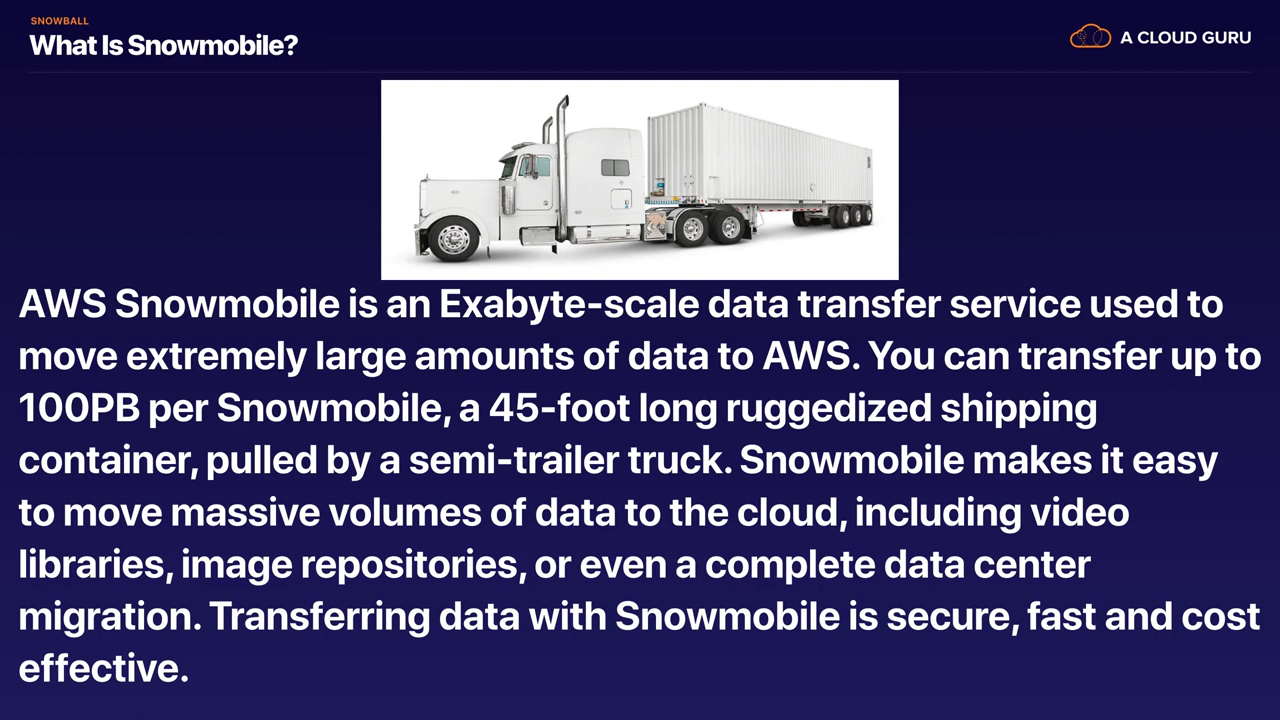 SNOWBALL
What Is Snowmobile?
A CLOUD GURU
AWS Snowmobile is an Exabyte-scale data transfer service used to
move extremely large amounts of data to AWS. You can transfer up to
100PB per Snowmobile, a 45-foot long ruggedized shipping
container, pulled by a semi-trailer truck. Snowmobile makes it easy
to move massive volumes of data to the cloud, including video
libraries, image repositories, or even a complete data center
migration. Transferring data with Snowmobile is secure, fast and cost
effective.